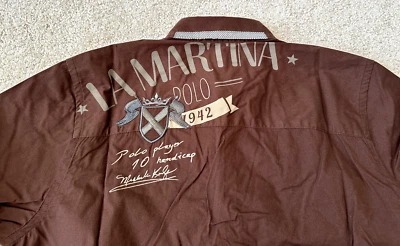 LA MARTINA
POLO
1942
Polo player
10 handicap